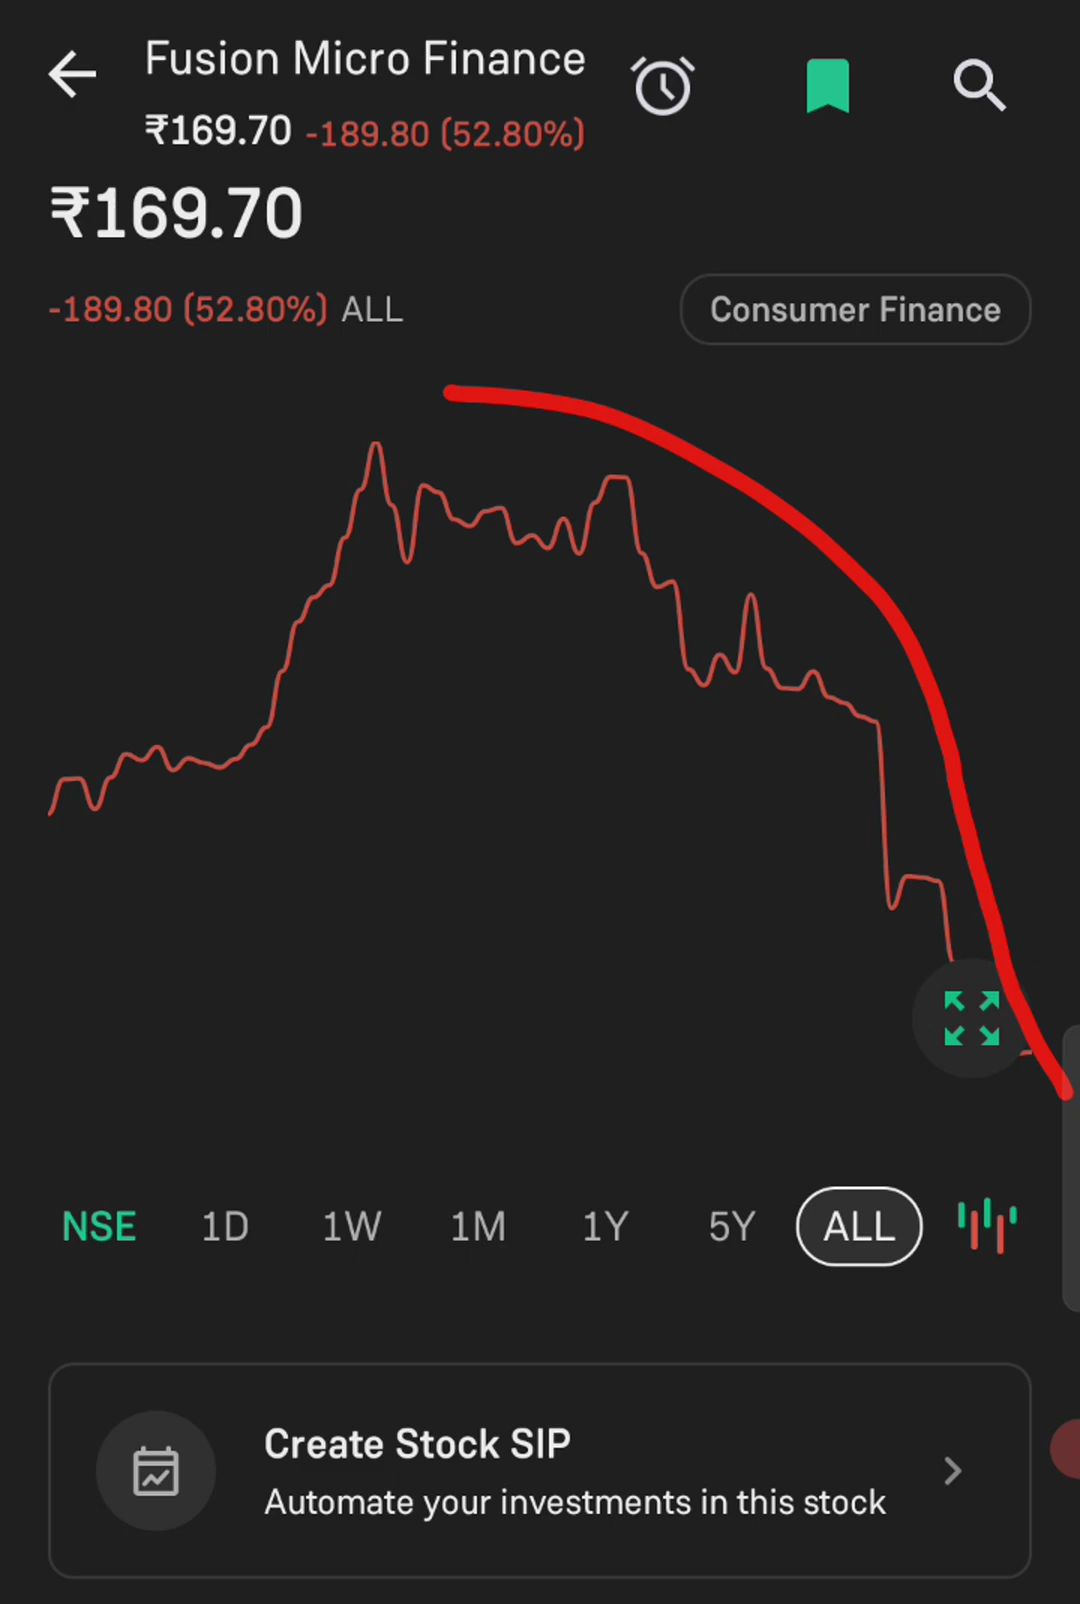 Fusion Micro Finance
₹169.70 -189.80 (52.80%)
₹169.70
-189.80 (52.80%) ALL
Consumer Finance
NSE 1D 1W 1M 1Y 5Y ALL
Create Stock SIP
Automate your investments in this stock